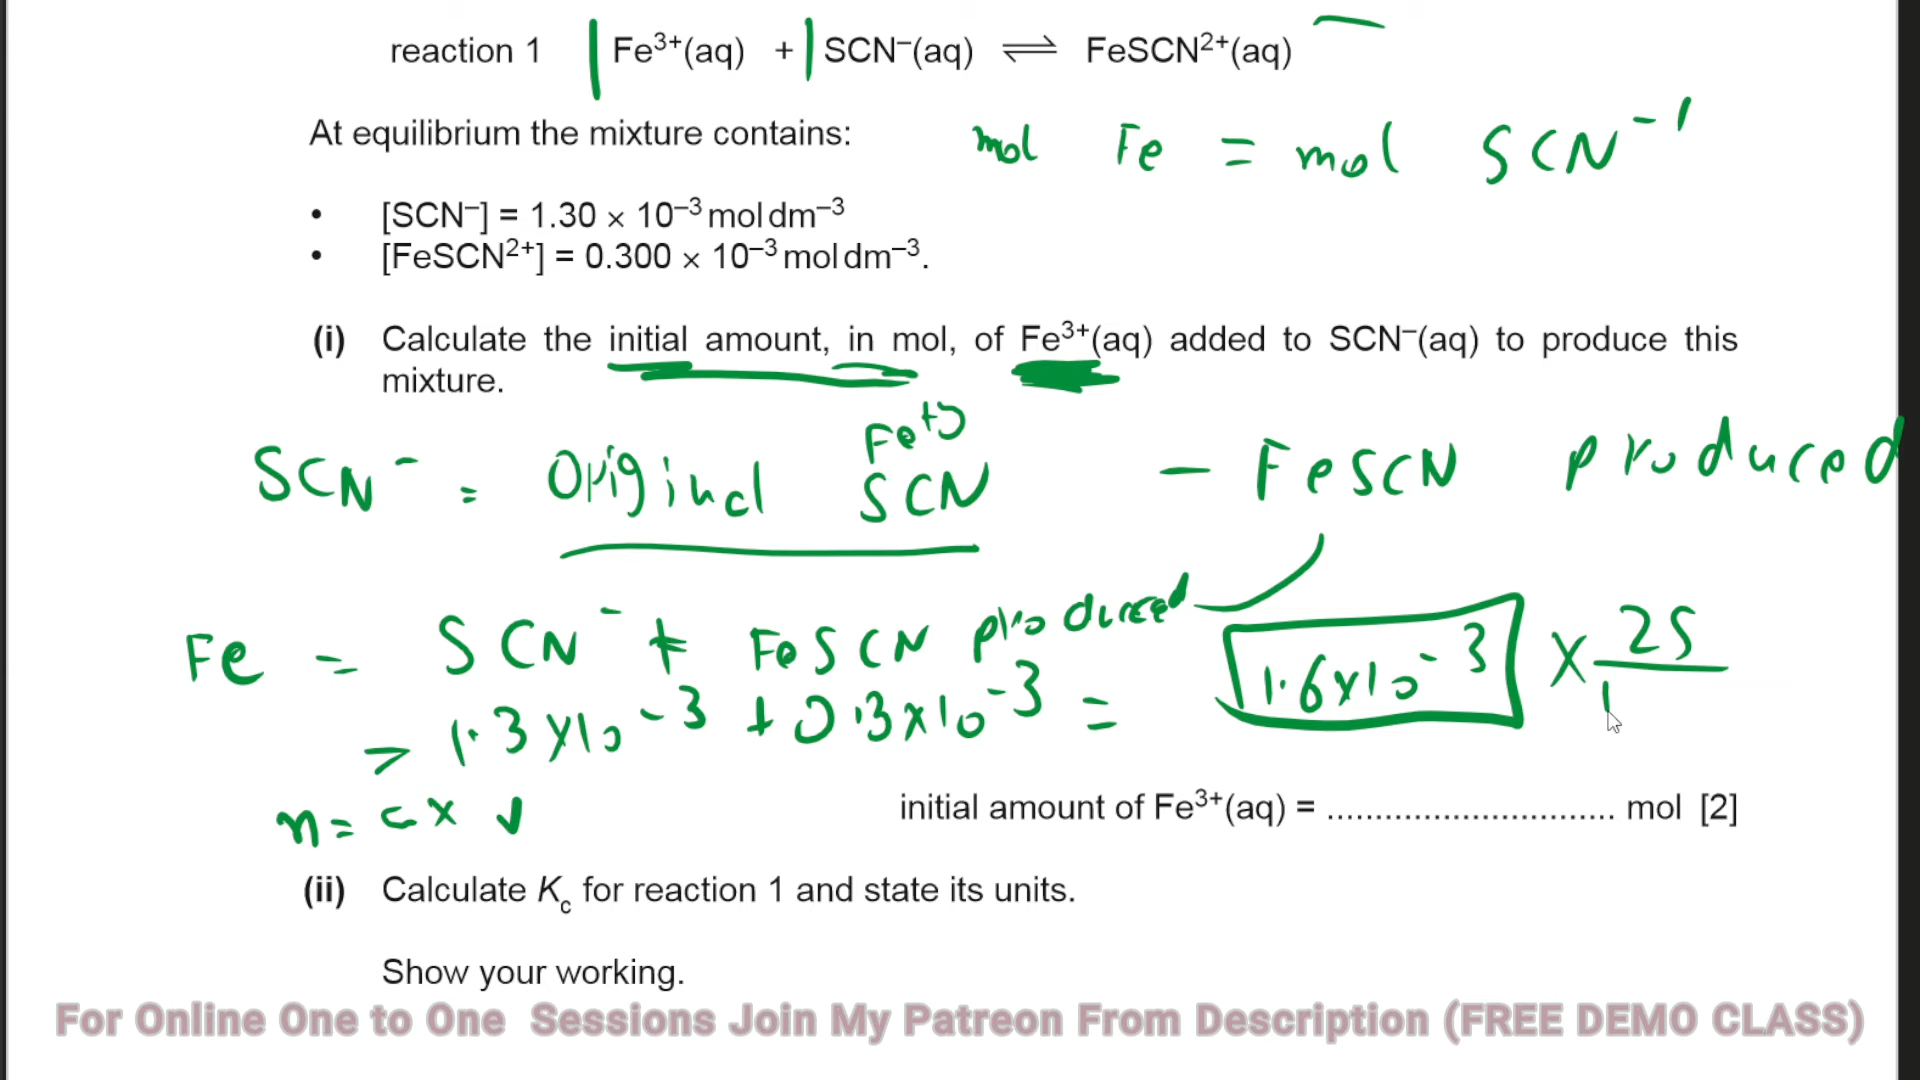 reaction 1 Fe³⁺(aq) + SCN⁻(aq) ⇌ FeSCN²⁺(aq)
At equilibrium the mixture contains:
mol Fe = mol SCN⁻¹
• [SCN⁻] = 1.30 × 10⁻³ mol dm⁻³
• [FeSCN²⁺] = 0.300 × 10⁻³ mol dm⁻³.
(i) Calculate the initial amount, in mol, of Fe³⁺(aq) added to SCN⁻(aq) to produce this
mixture.
Fe⁺³
SCN⁻ = Original SCN − FeSCN produced
Fe = SCN⁻ + FeSCN produced
= 1.3×10⁻³ + 0.3×10⁻³ = 1.6×10⁻³ × 25
1
n = c × v
initial amount of Fe³⁺(aq) = .............................. mol [2]
(ii) Calculate Kc for reaction 1 and state its units.
Show your working.
For Online One to One Sessions Join My Patreon From Description (FREE DEMO CLASS)